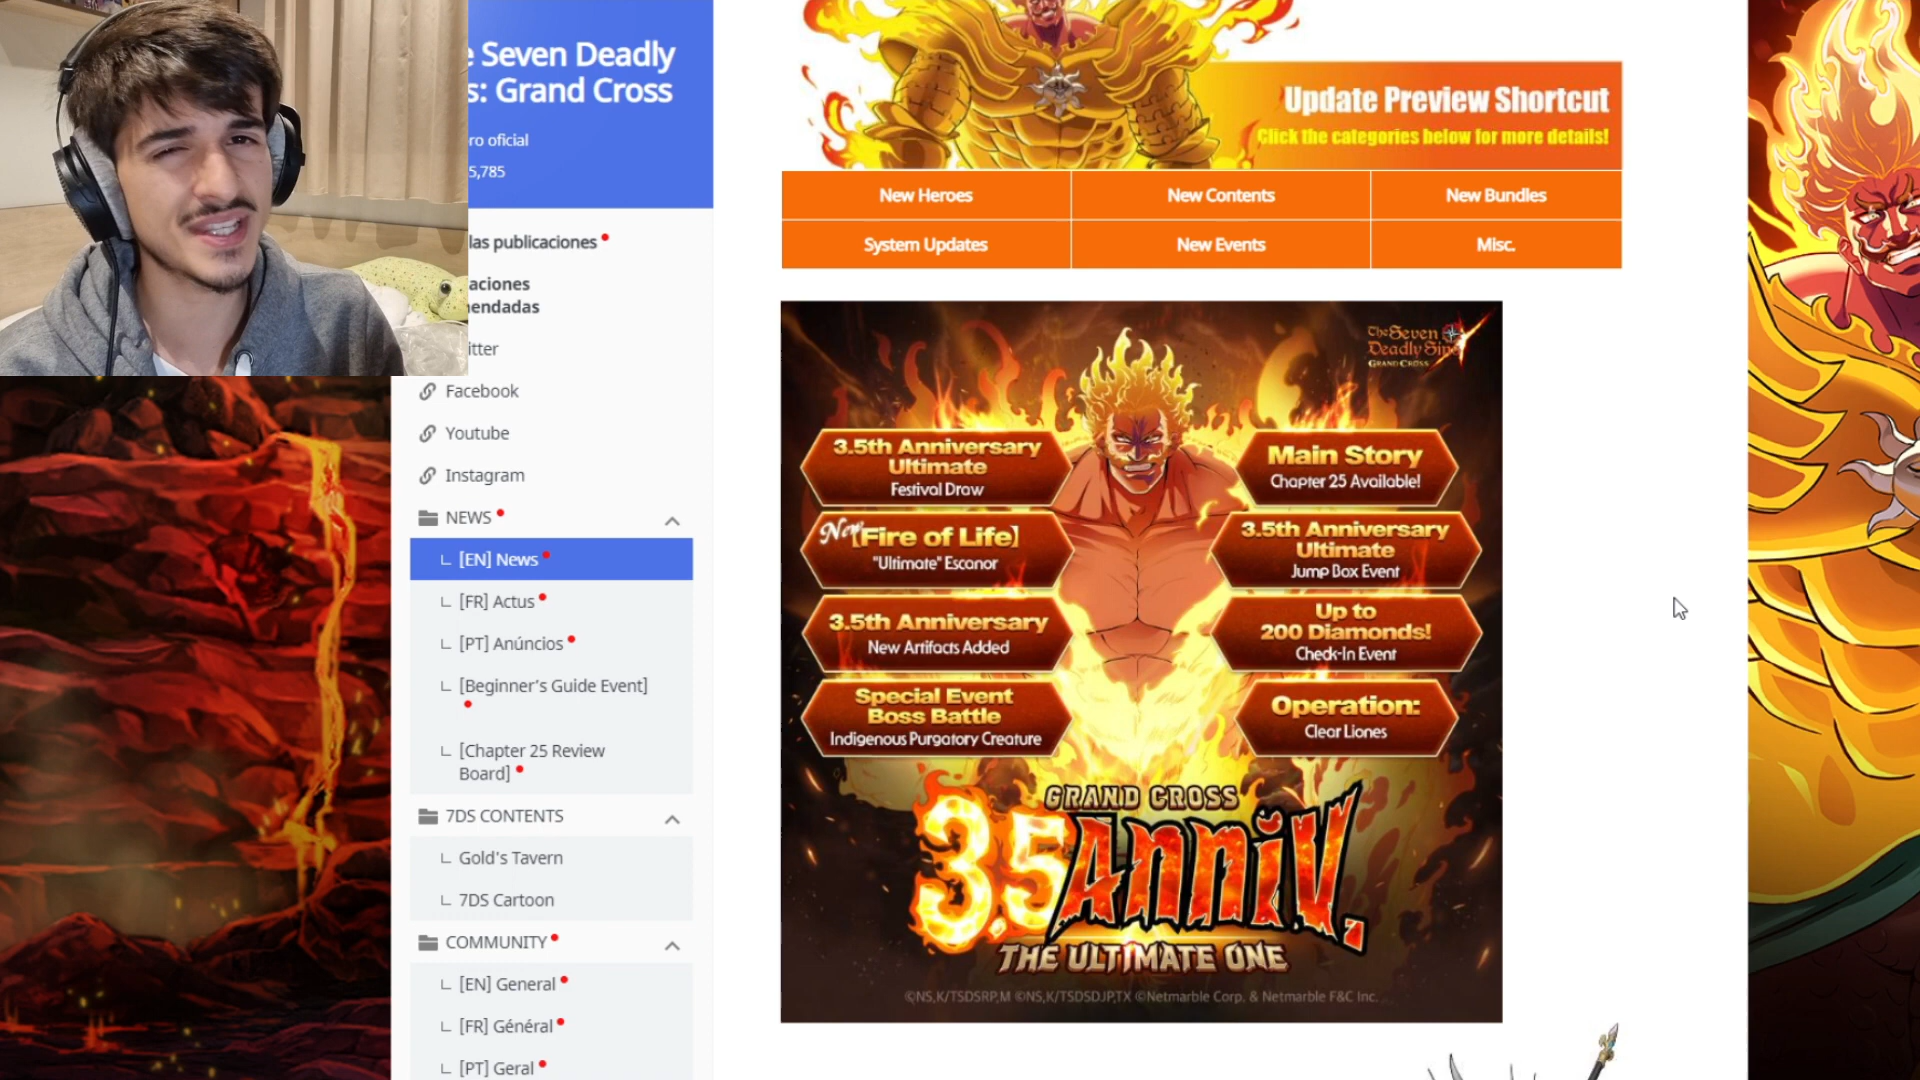 e Seven Deadly
s: Grand Cross
ro oficial
5,785
las publicaciones
aciones
endadas
itter
Facebook
Youtube
Instagram
NEWS
[EN] News
[FR] Actus
[PT] Anúncios
[Beginner's Guide Event]
[Chapter 25 Review
Board]
7DS CONTENTS
Gold's Tavern
7DS Cartoon
COMMUNITY
[EN] General
[FR] Général
[PT] Geral
Update Preview Shortcut
Click the categories below for more details!
New Heroes
New Contents
New Bundles
System Updates
New Events
Misc.
The Seven
Deadly Sins
GRAND CROSS
3.5th Anniversary
Ultimate
Festival Draw
New [Fire of Life]
"Ultimate" Escanor
3.5th Anniversary
New Artifacts Added
Special Event
Boss Battle
Indigenous Purgatory Creature
Main Story
Chapter 25 Available!
3.5th Anniversary
Ultimate
Jump Box Event
Up to
200 Diamonds!
Check-In Event
Operation:
Clear Liones
GRAND CROSS
3.5 ANNIV.
THE ULTIMATE ONE
©NS,K/TSDSRP,M ©NS,K/TSDSDJP,TX ©Netmarble Corp. & Netmarble F&C Inc.